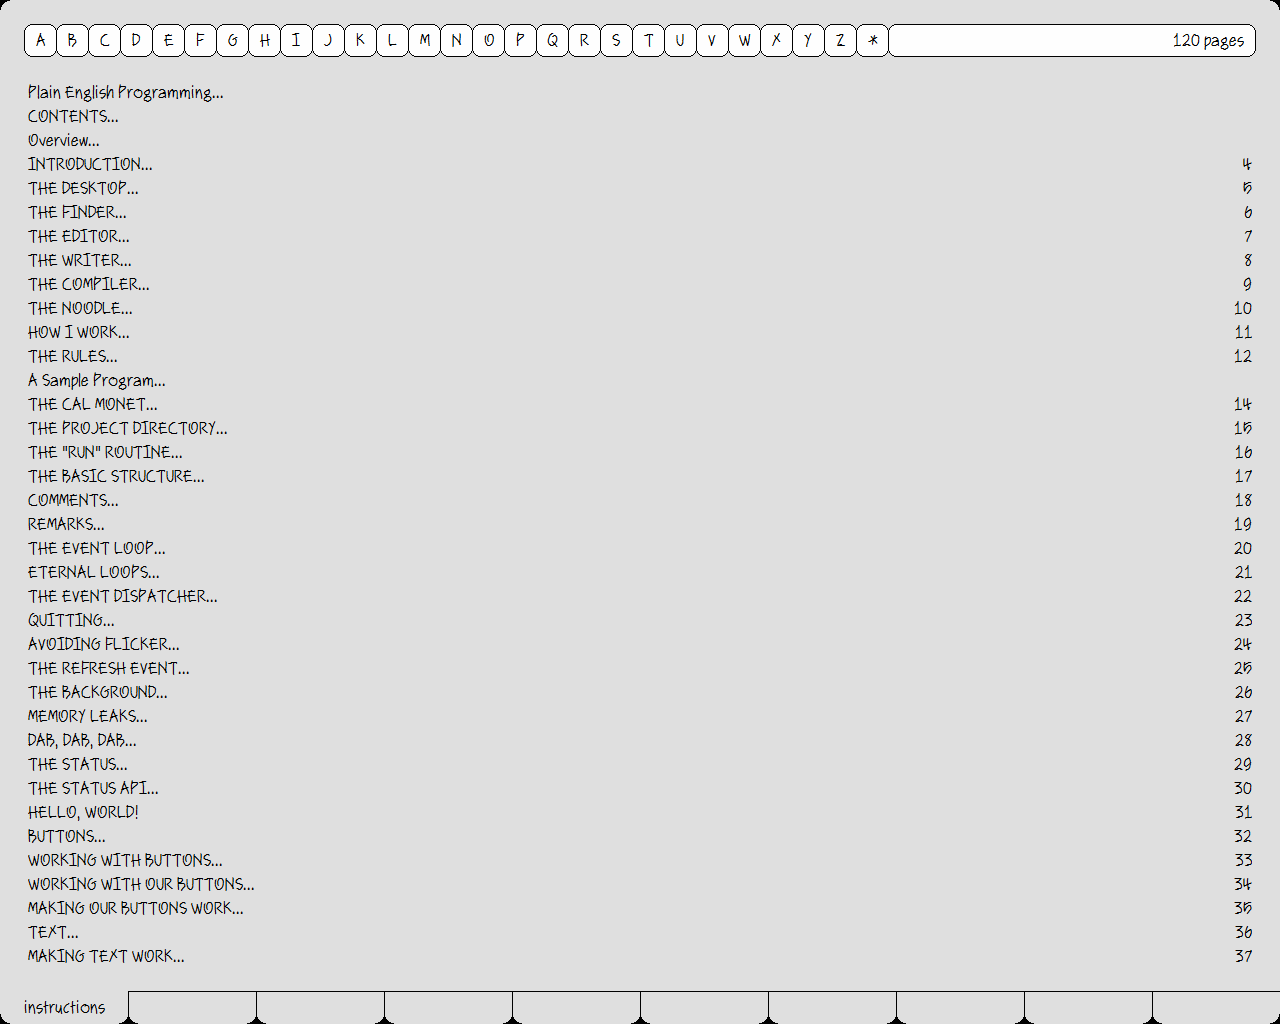 A B C D E F G H I J K L M N O P Q R S T U V W X Y Z * 120 pages
Plain English Programming...
CONTENTS...
Overview...
INTRODUCTION... 4
THE DESKTOP... 5
THE FINDER... 6
THE EDITOR... 7
THE WRITER... 8
THE COMPILER... 9
THE NOODLE... 10
HOW I WORK... 11
THE RULES... 12
A Sample Program...
THE CAL MONET... 14
THE PROJECT DIRECTORY... 15
THE "RUN" ROUTINE... 16
THE BASIC STRUCTURE... 17
COMMENTS... 18
REMARKS... 19
THE EVENT LOOP... 20
ETERNAL LOOPS... 21
THE EVENT DISPATCHER... 22
QUITTING... 23
AVOIDING FLICKER... 24
THE REFRESH EVENT... 25
THE BACKGROUND... 26
MEMORY LEAKS... 27
DAB, DAB, DAB... 28
THE STATUS... 29
THE STATUS API... 30
HELLO, WORLD! 31
BUTTONS... 32
WORKING WITH BUTTONS... 33
WORKING WITH OUR BUTTONS... 34
MAKING OUR BUTTONS WORK... 35
TEXT... 36
MAKING TEXT WORK... 37
instructions